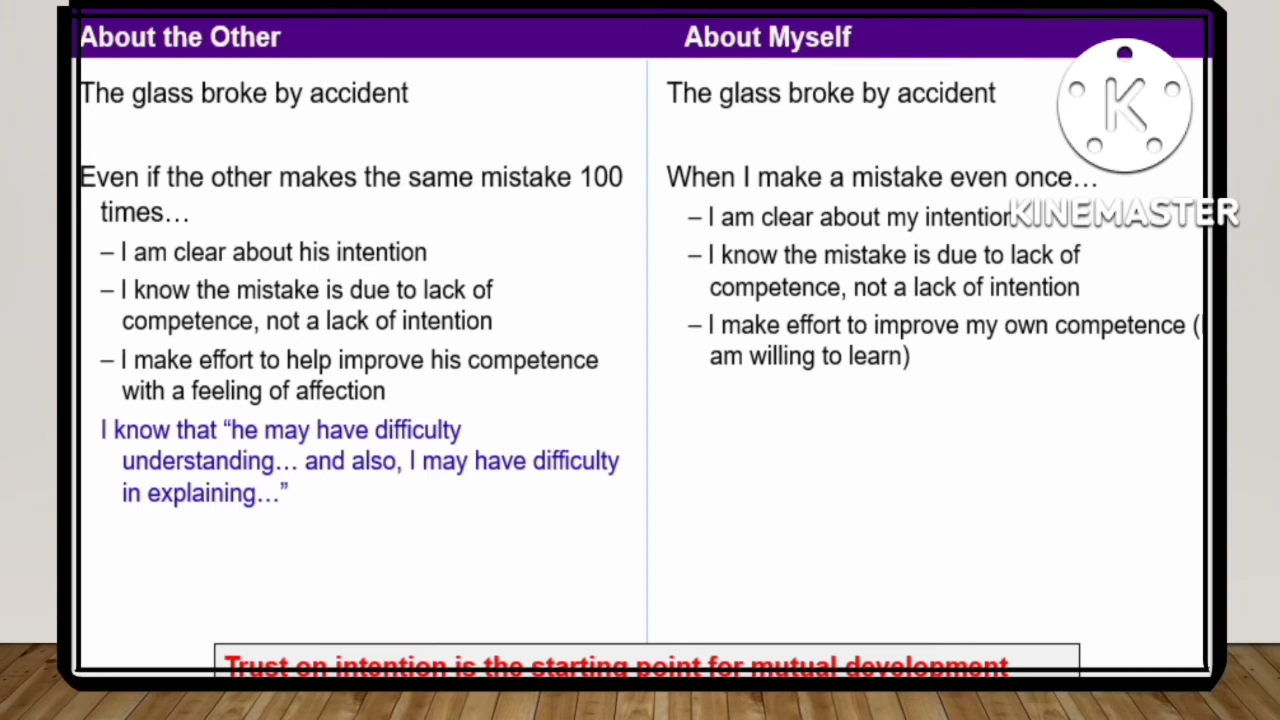 About the Other
The glass broke by accident
Even if the other makes the same mistake 100
times…
– I am clear about his intention
– I know the mistake is due to lack of
competence, not a lack of intention
– I make effort to help improve his competence
with a feeling of affection
I know that “he may have difficulty
understanding… and also, I may have difficulty
in explaining…”
About Myself
The glass broke by accident
When I make a mistake even once…
– I am clear about my intention
– I know the mistake is due to lack of
competence, not a lack of intention
– I make effort to improve my own competence (I
am willing to learn)
K
KINEMASTER
Trust on intention is the starting point for mutual development